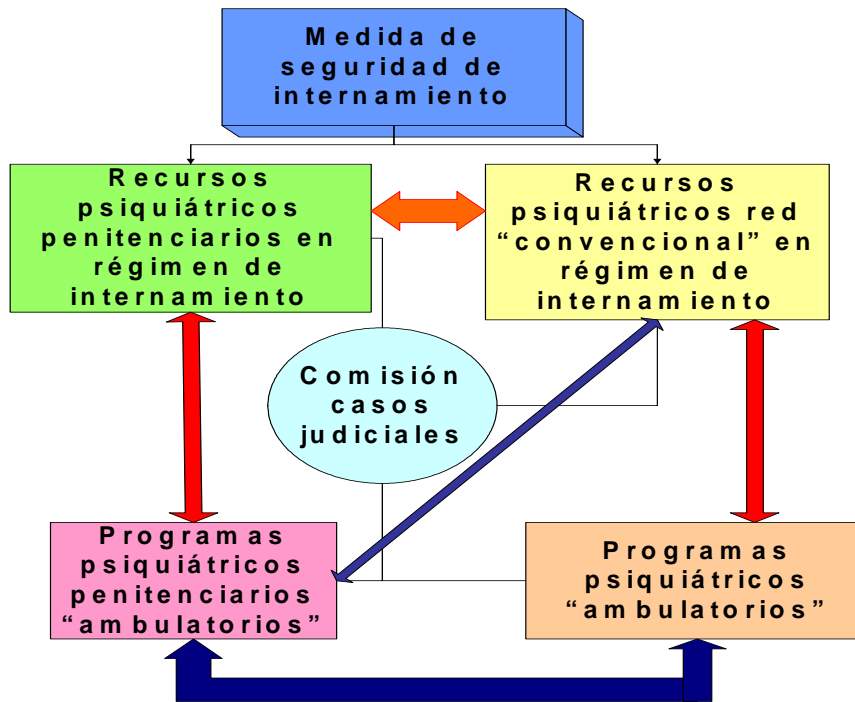 Medida de
seguridad de
internamiento
Recursos
psiquiátricos
penitenciarios en
régimen de
internamiento
Recursos
psiquiátricos red
“convencional” en
régimen de
internamiento
Comisión
casos
judiciales
Programas
psiquiátricos
penitenciarios
“ambulatorios”
Programas
psiquiátricos
“ambulatorios”